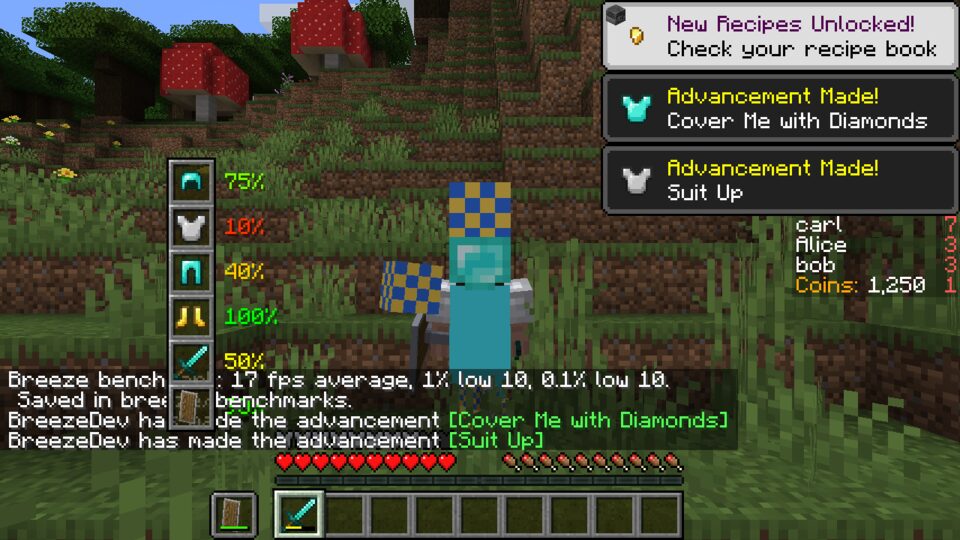 New Recipes Unlocked!
Check your recipe book
Advancement Made!
Cover Me with Diamonds
Advancement Made!
Suit Up
carl 7
Alice 3
bob 3
Coins: 1,250 1
75%
10%
40%
100%
50%
Breeze bench : 17 fps average, 1% low 10, 0.1% low 10.
Saved in bree benchmarks.
BreezeDev ha de the advancement [Cover Me with Diamonds]
BreezeDev has made the advancement [Suit Up]